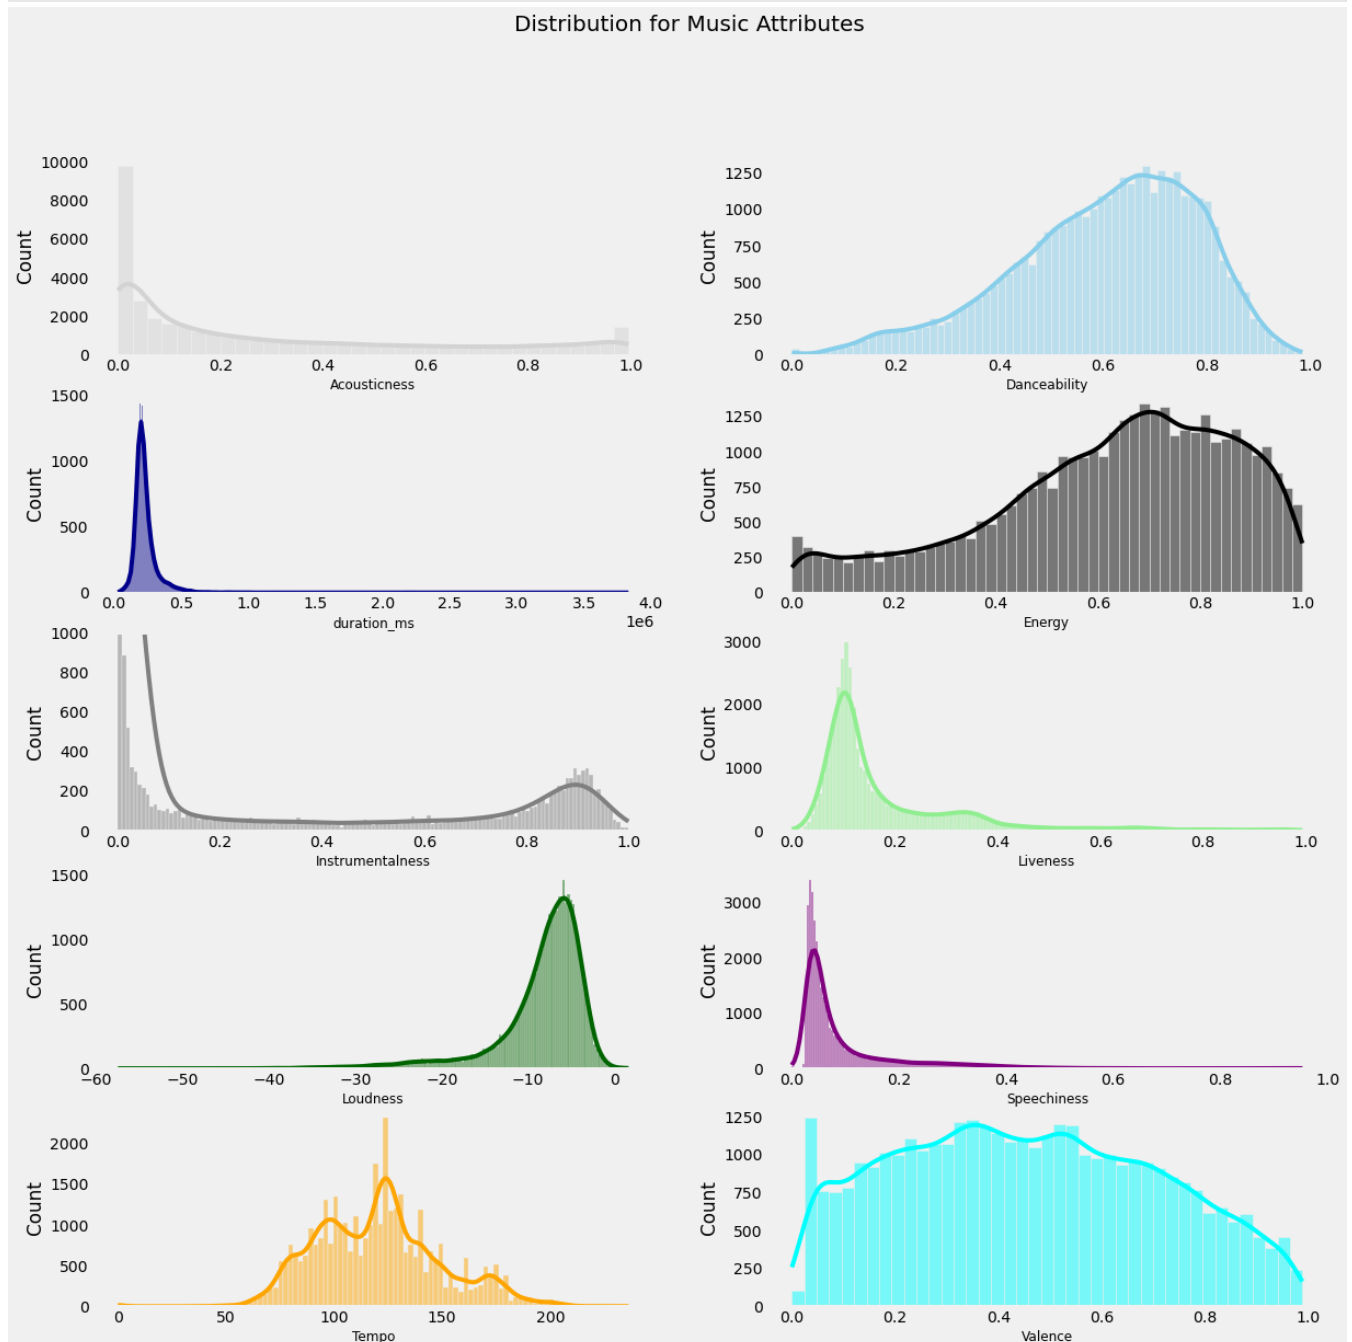 Distribution for Music Attributes
Count
10000
8000
6000
4000
2000
0
0.0 0.2 0.4 0.6 0.8 1.0
Acousticness
Count
1250
1000
750
500
250
0
0.0 0.2 0.4 0.6 0.8 1.0
Danceability
Count
1500
1000
500
0
0.0 0.5 1.0 1.5 2.0 2.5 3.0 3.5 4.0
1e6
duration_ms
Count
1250
1000
750
500
250
0
0.0 0.2 0.4 0.6 0.8 1.0
Energy
Count
1000
800
600
400
200
0
0.0 0.2 0.4 0.6 0.8 1.0
Instrumentalness
Count
3000
2000
1000
0
0.0 0.2 0.4 0.6 0.8 1.0
Liveness
Count
1500
1000
500
0
−60 −50 −40 −30 −20 −10 0
Loudness
Count
3000
2000
1000
0
0.0 0.2 0.4 0.6 0.8 1.0
Speechiness
Count
2000
1500
1000
500
0
0 50 100 150 200
Tempo
Count
1250
1000
750
500
250
0
0.0 0.2 0.4 0.6 0.8 1.0
Valence